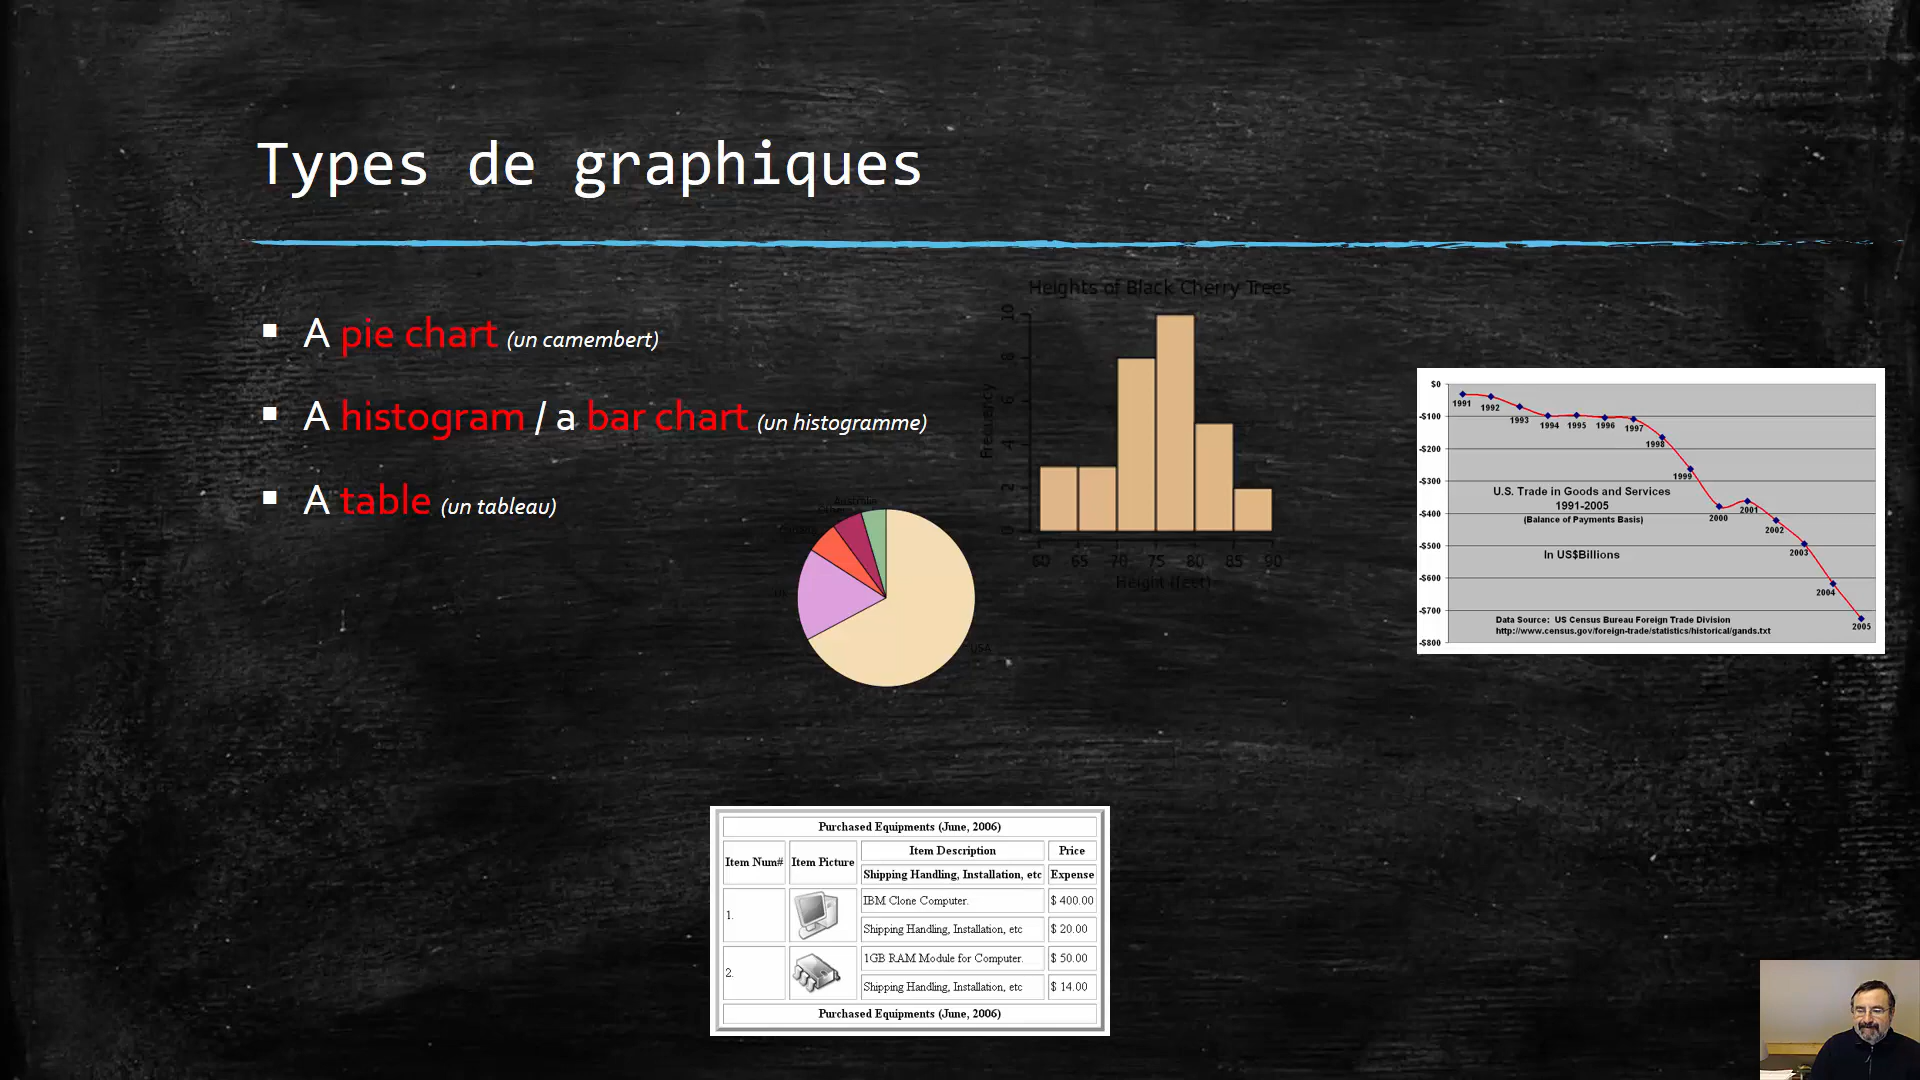 Types de graphiques
▪ A pie chart (un camembert)
▪ A histogram / a bar chart (un histogramme)
▪ A table (un tableau)
Heights of Black Cherry Trees
Frequency
10
8
6
4
2
0
60 65 70 75 80 85 90
Height (feet)
Australia
Canada
UK
USA
$0
-$100
-$200
-$300
-$400
-$500
-$600
-$700
-$800
1991
1992
1993
1994
1995
1996
1997
1998
1999
2000
2001
2002
2003
2004
2005
U.S. Trade in Goods and Services
1991-2005
(Balance of Payments Basis)
In US$Billions
Data Source: US Census Bureau Foreign Trade Division
http://www.census.gov/foreign-trade/statistics/historical/gands.txt
Purchased Equipments (June, 2006)
Item Num# Item Picture Item Description Price
Shipping Handling, Installation, etc Expense
1. IBM Clone Computer. $ 400.00
Shipping Handling, Installation, etc $ 20.00
2. 1GB RAM Module for Computer. $ 50.00
Shipping Handling, Installation, etc $ 14.00
Purchased Equipments (June, 2006)